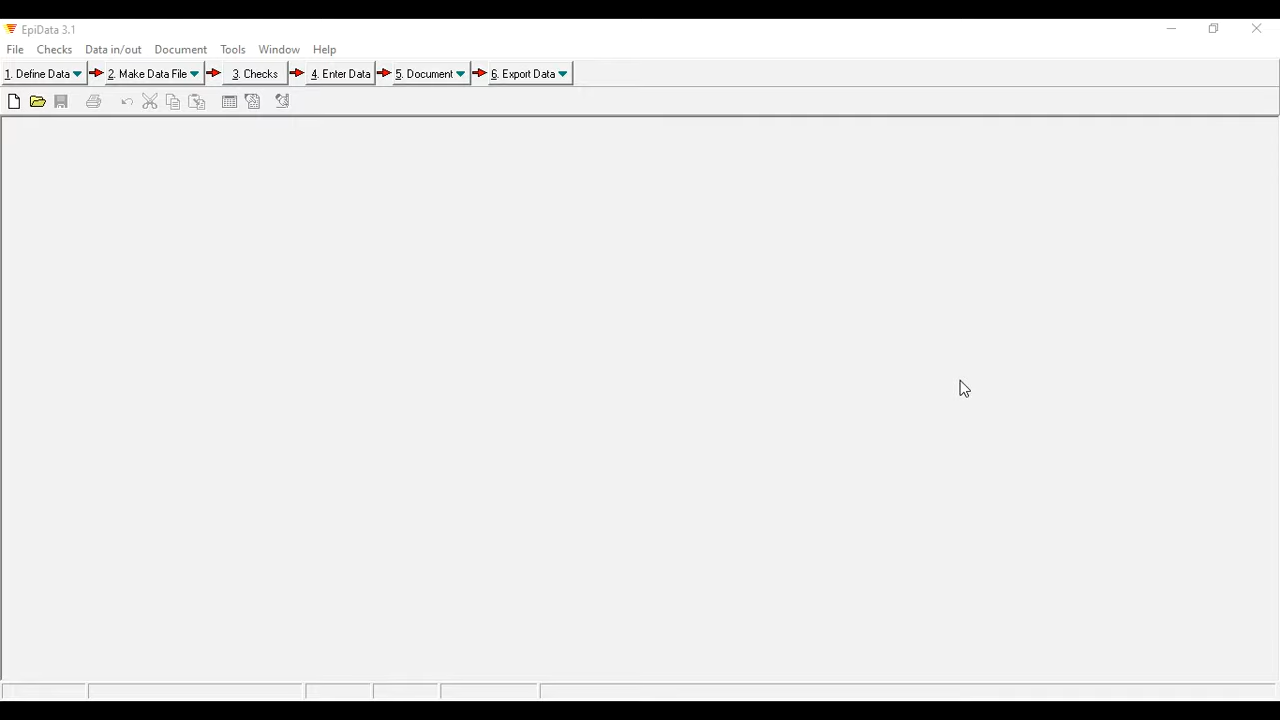 EpiData 3.1
File Checks Data in/out Document Tools Window Help
1. Define Data 2. Make Data File 3. Checks 4. Enter Data 5. Document 6. Export Data